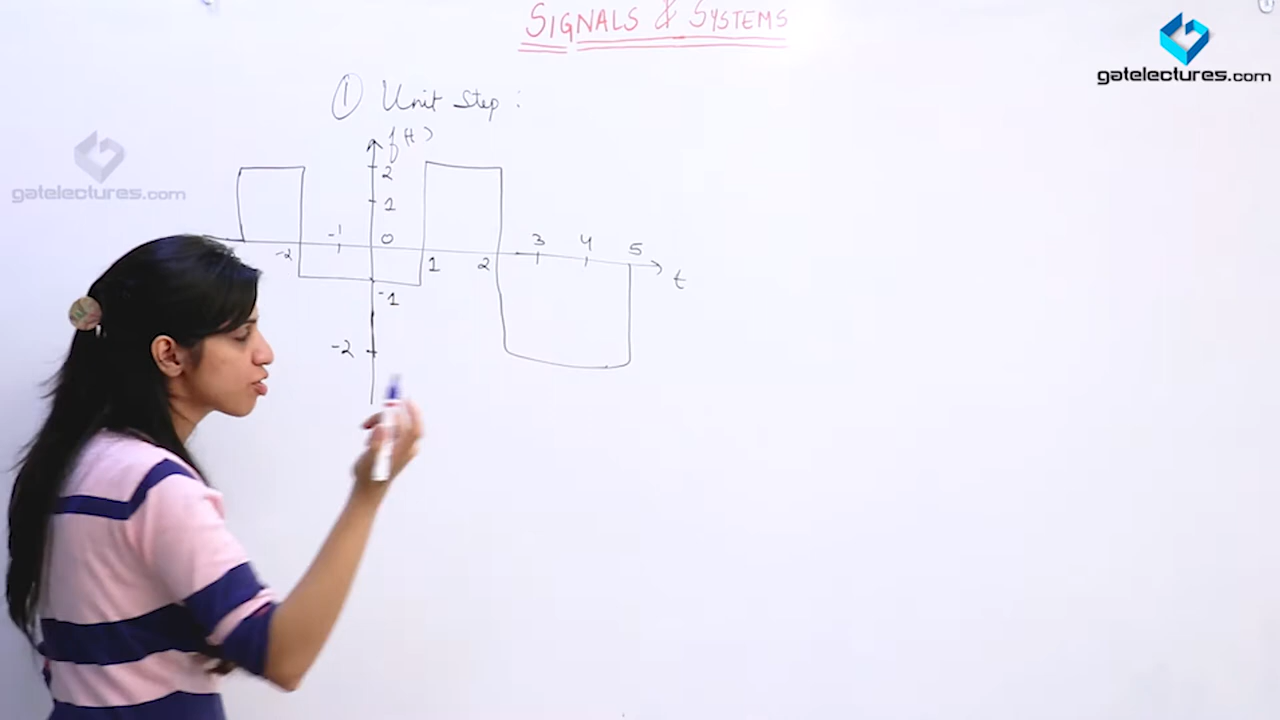 SIGNALS & SYSTEMS
gatelectures.com
① Unit Step :
f(t)
gatelectures.com
2
1
-1
0
3
4
5
-2
1
2
t
-1
-2